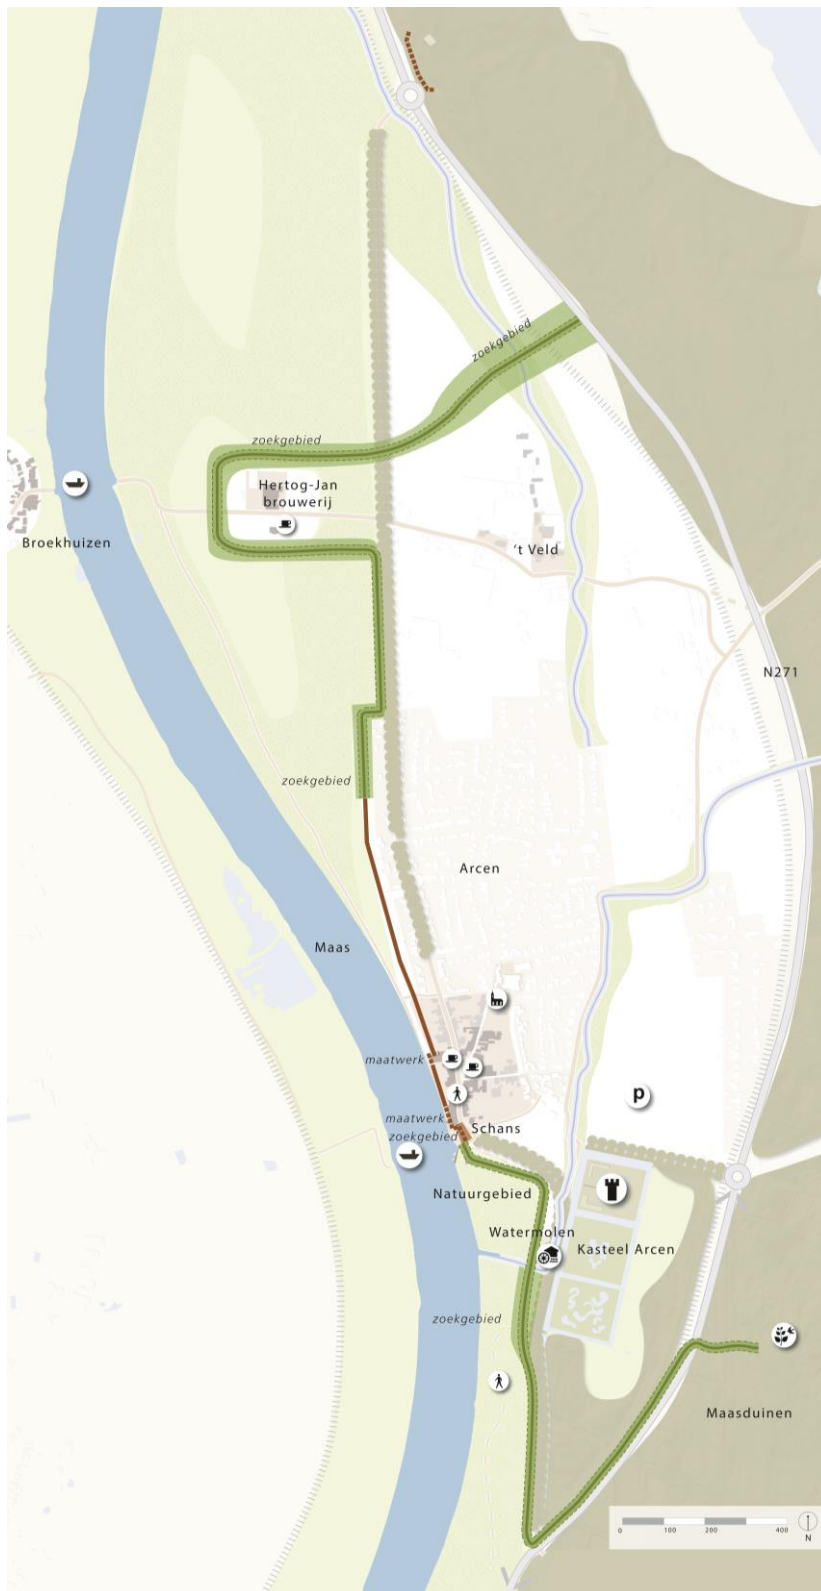 zoekgebied
zoekgebied
Hertog-Jan
brouwerij
Broekhuizen
't Veld
N271
zoekgebied
Arcen
Maas
maatwerk
P
maatwerk
Schans
zoekgebied
Natuurgebied
Watermolen
Kasteel Arcen
zoekgebied
Maasduinen
0 100 200 400
N